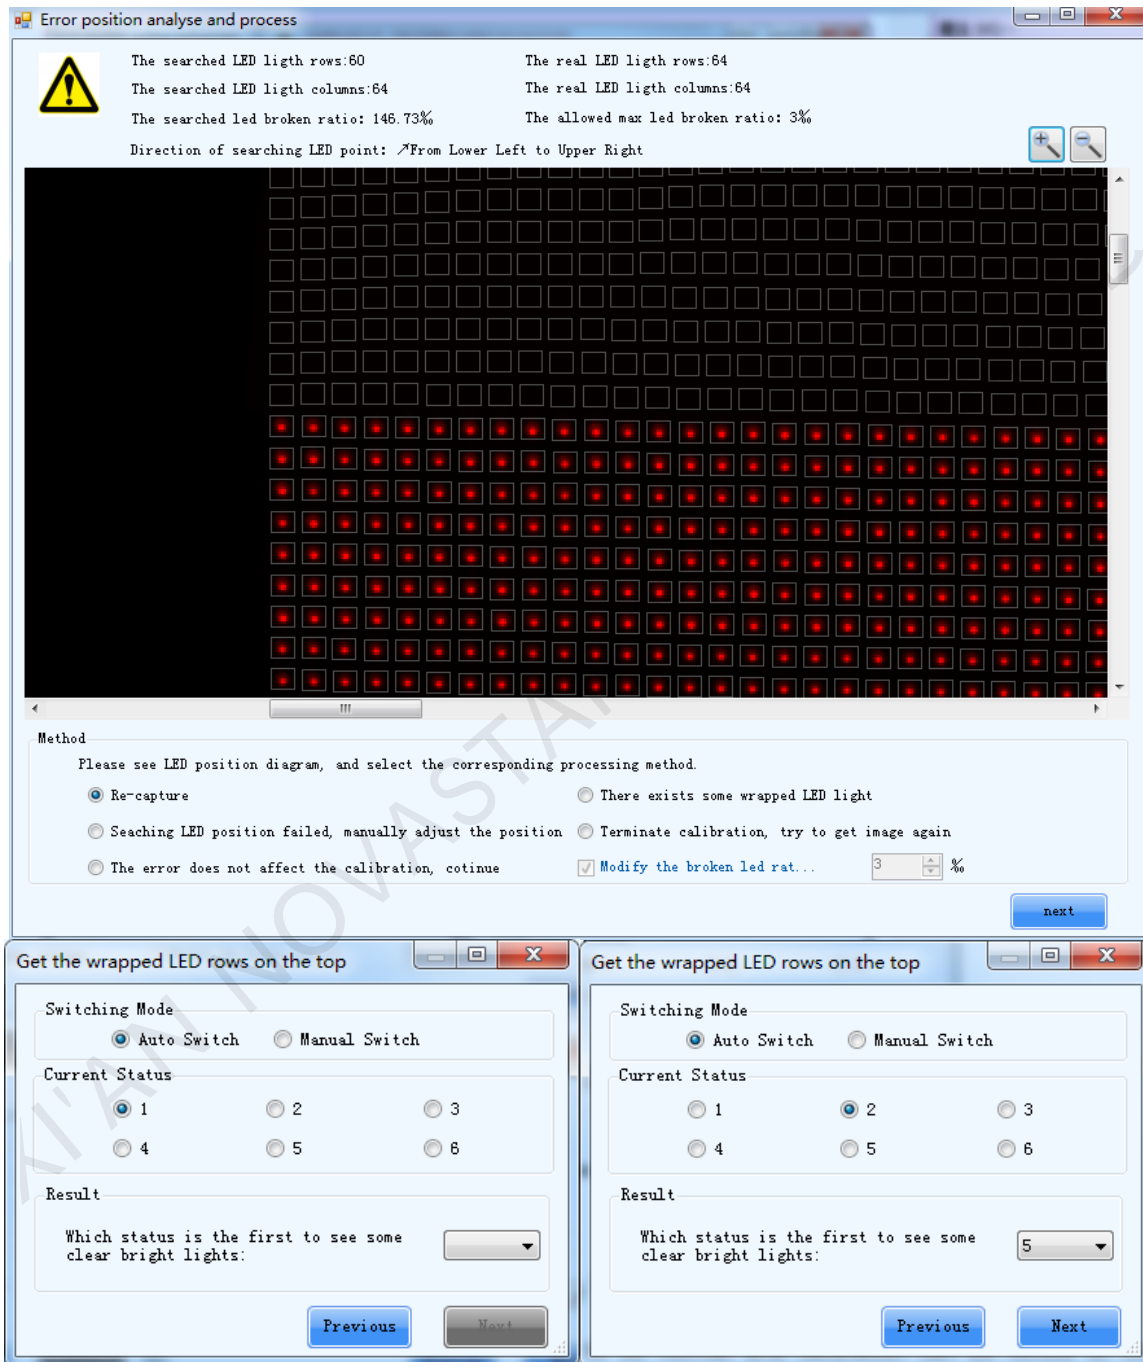 Error position analyse and process
The searched LED ligth rows:60
The real LED ligth rows:64
The searched LED ligth columns:64
The real LED ligth columns:64
The searched led broken ratio: 146.73‰
The allowed max led broken ratio: 3‰
Direction of searching LED point: ↗From Lower Left to Upper Right
Method
Please see LED position diagram, and select the corresponding processing method.
Re-capture
There exists some wrapped LED light
Seaching LED position failed, manually adjust the position
Terminate calibration, try to get image again
The error does not affect the calibration, cotinue
Modify the broken led rat...
3
‰
next
XI'AN NOVASTAR
Get the wrapped LED rows on the top
Switching Mode
Auto Switch
Manual Switch
Current Status
1
2
3
4
5
6
Result
Which status is the first to see some
clear bright lights:
Previous
Next
Get the wrapped LED rows on the top
Switching Mode
Auto Switch
Manual Switch
Current Status
1
2
3
4
5
6
Result
Which status is the first to see some
clear bright lights:
5
Previous
Next